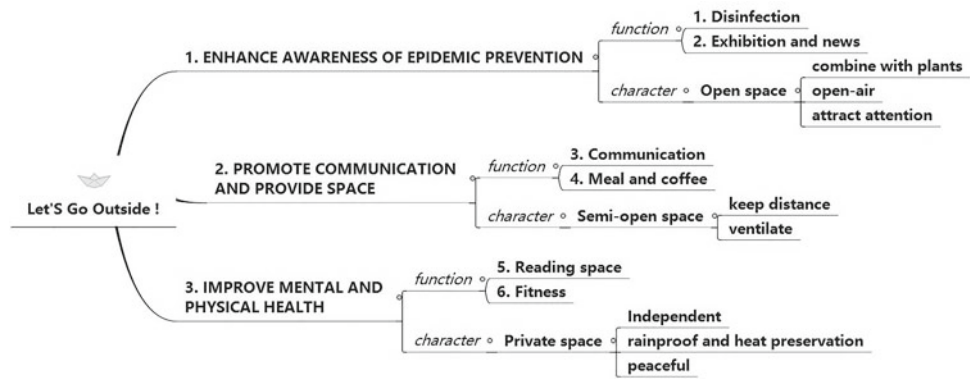 Let'S Go Outside !
1. ENHANCE AWARENESS OF EPIDEMIC PREVENTION
function
1. Disinfection
2. Exhibition and news
character
Open space
combine with plants
open-air
attract attention
2. PROMOTE COMMUNICATION
AND PROVIDE SPACE
function
3. Communication
4. Meal and coffee
character
Semi-open space
keep distance
ventilate
3. IMPROVE MENTAL AND
PHYSICAL HEALTH
function
5. Reading space
6. Fitness
character
Private space
Independent
rainproof and heat preservation
peaceful